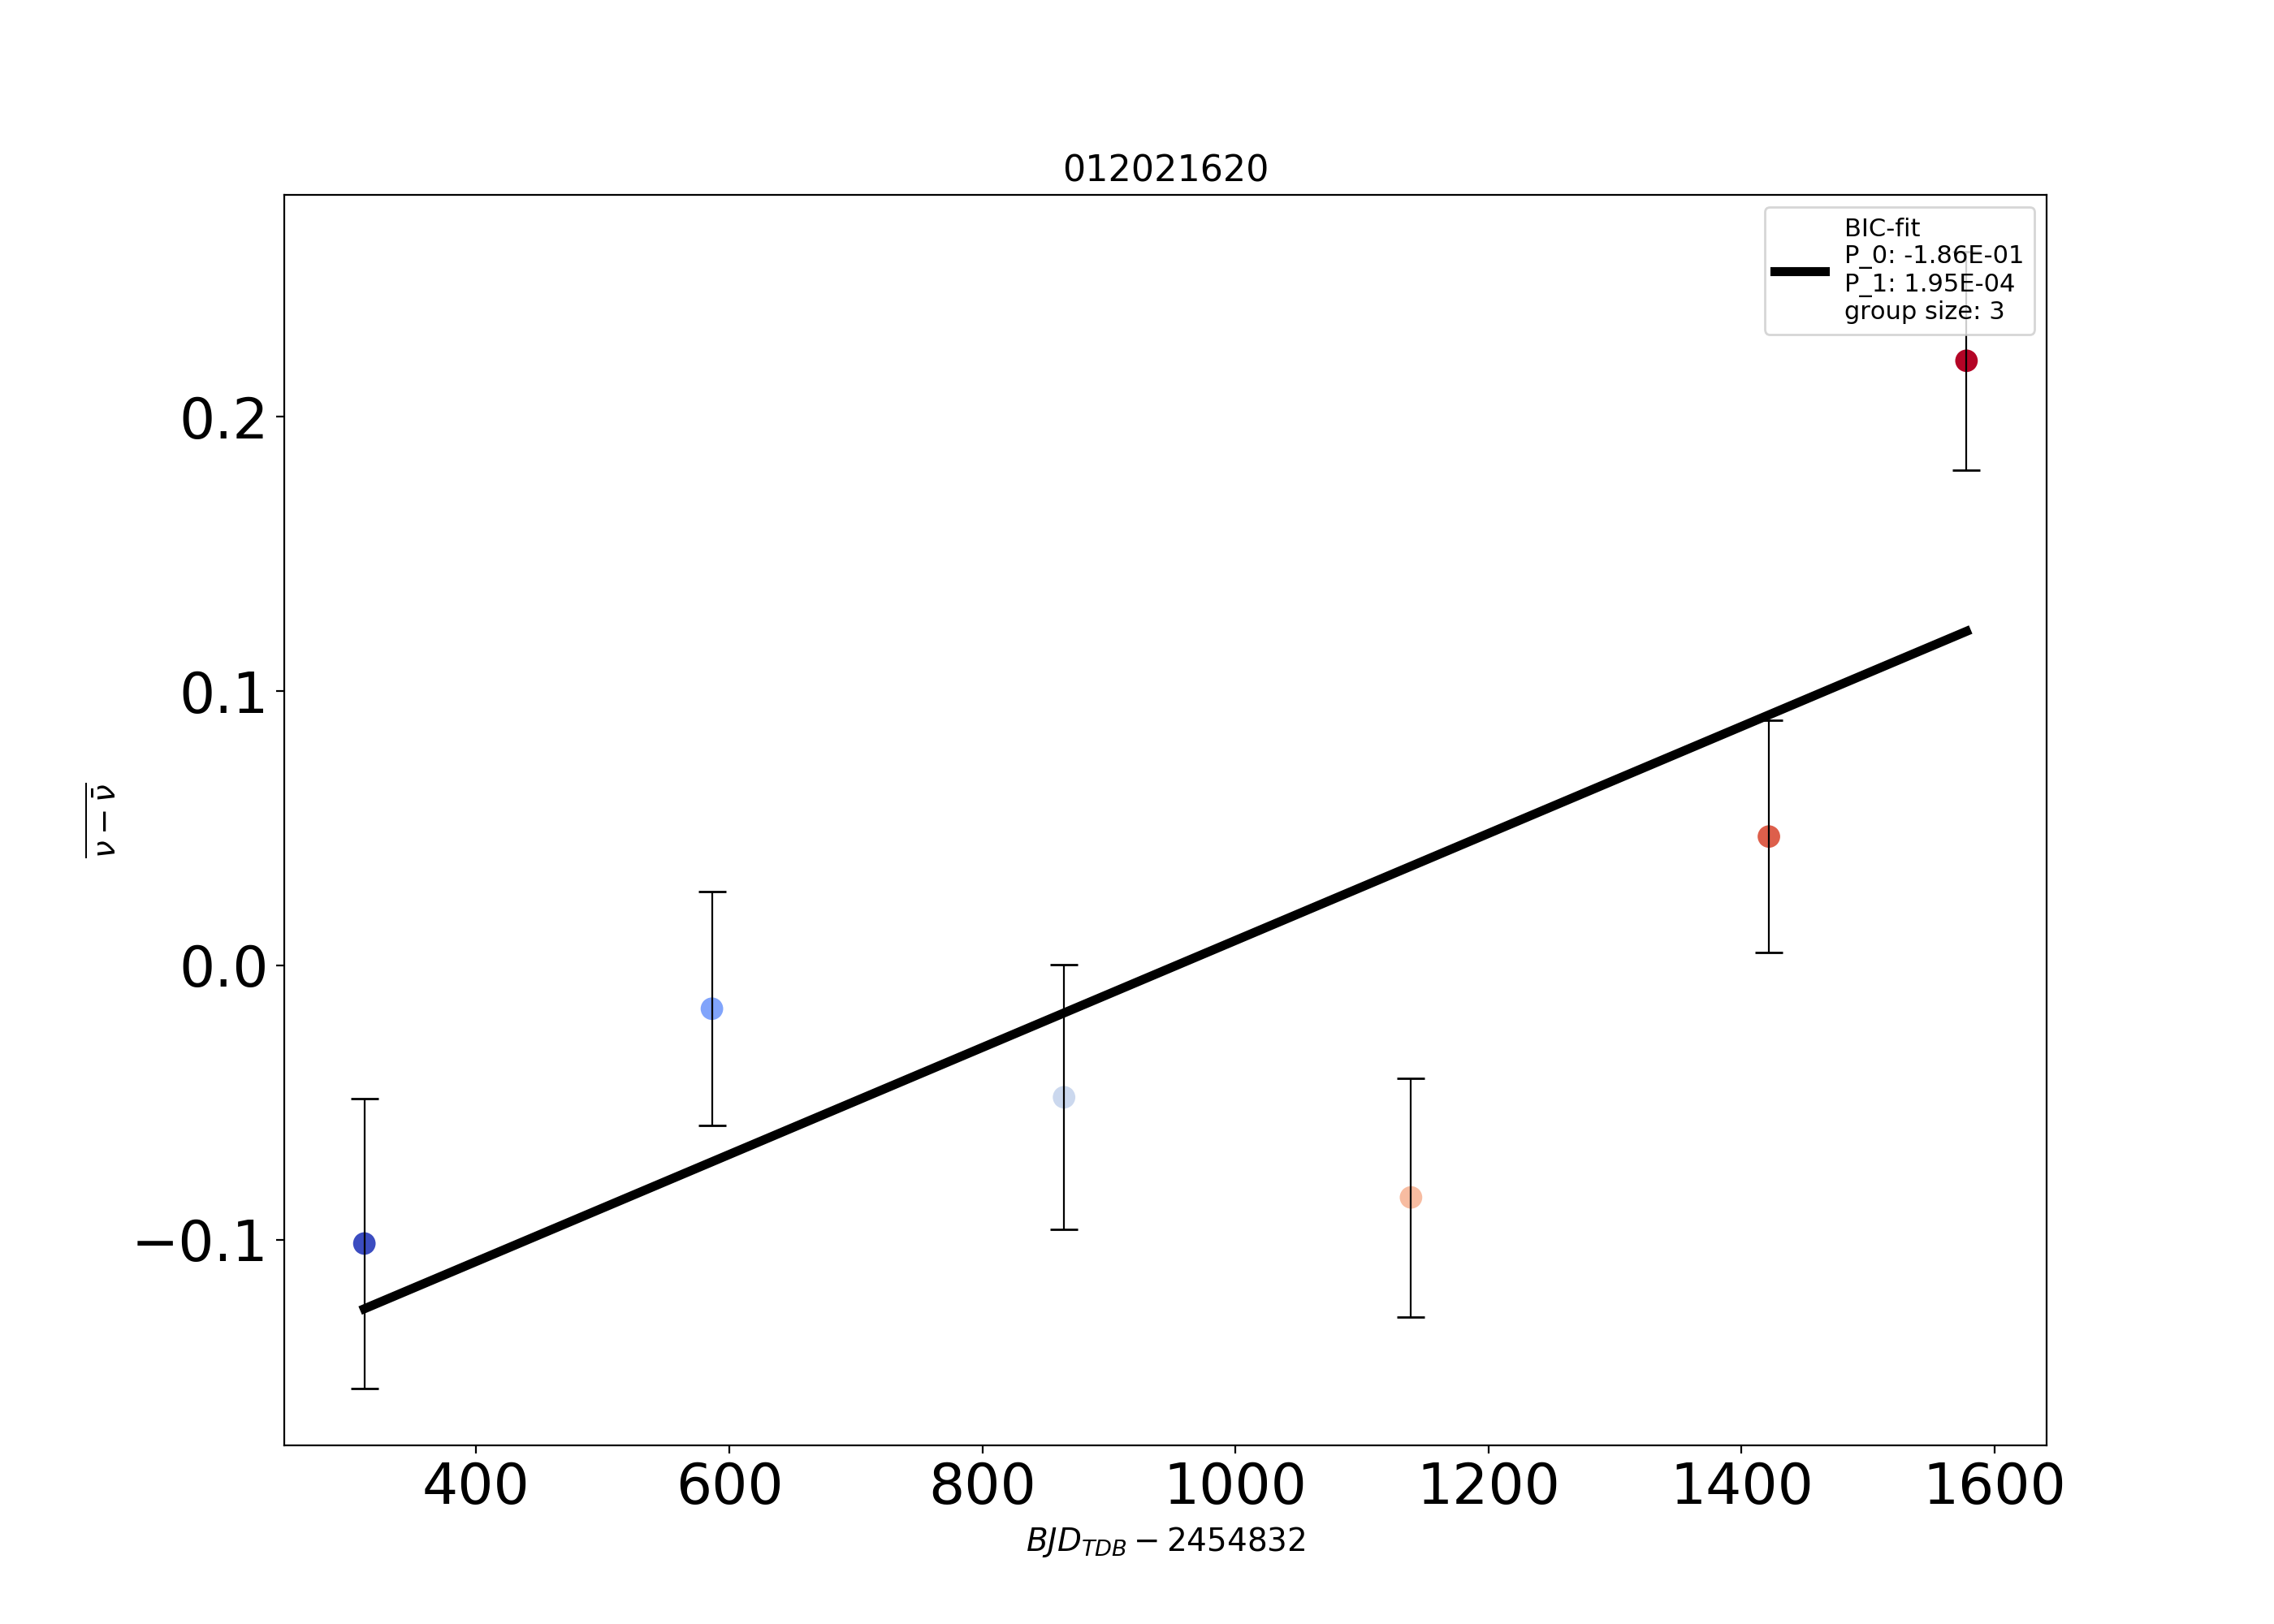 012021620
BIC-fit
P_0: -1.86E-01
P_1: 1.95E-04
group size: 3
0.2
0.1
0.0
−0.1
ν − ν̄
400 600 800 1000 1200 1400 1600
BJD_TDB − 2454832